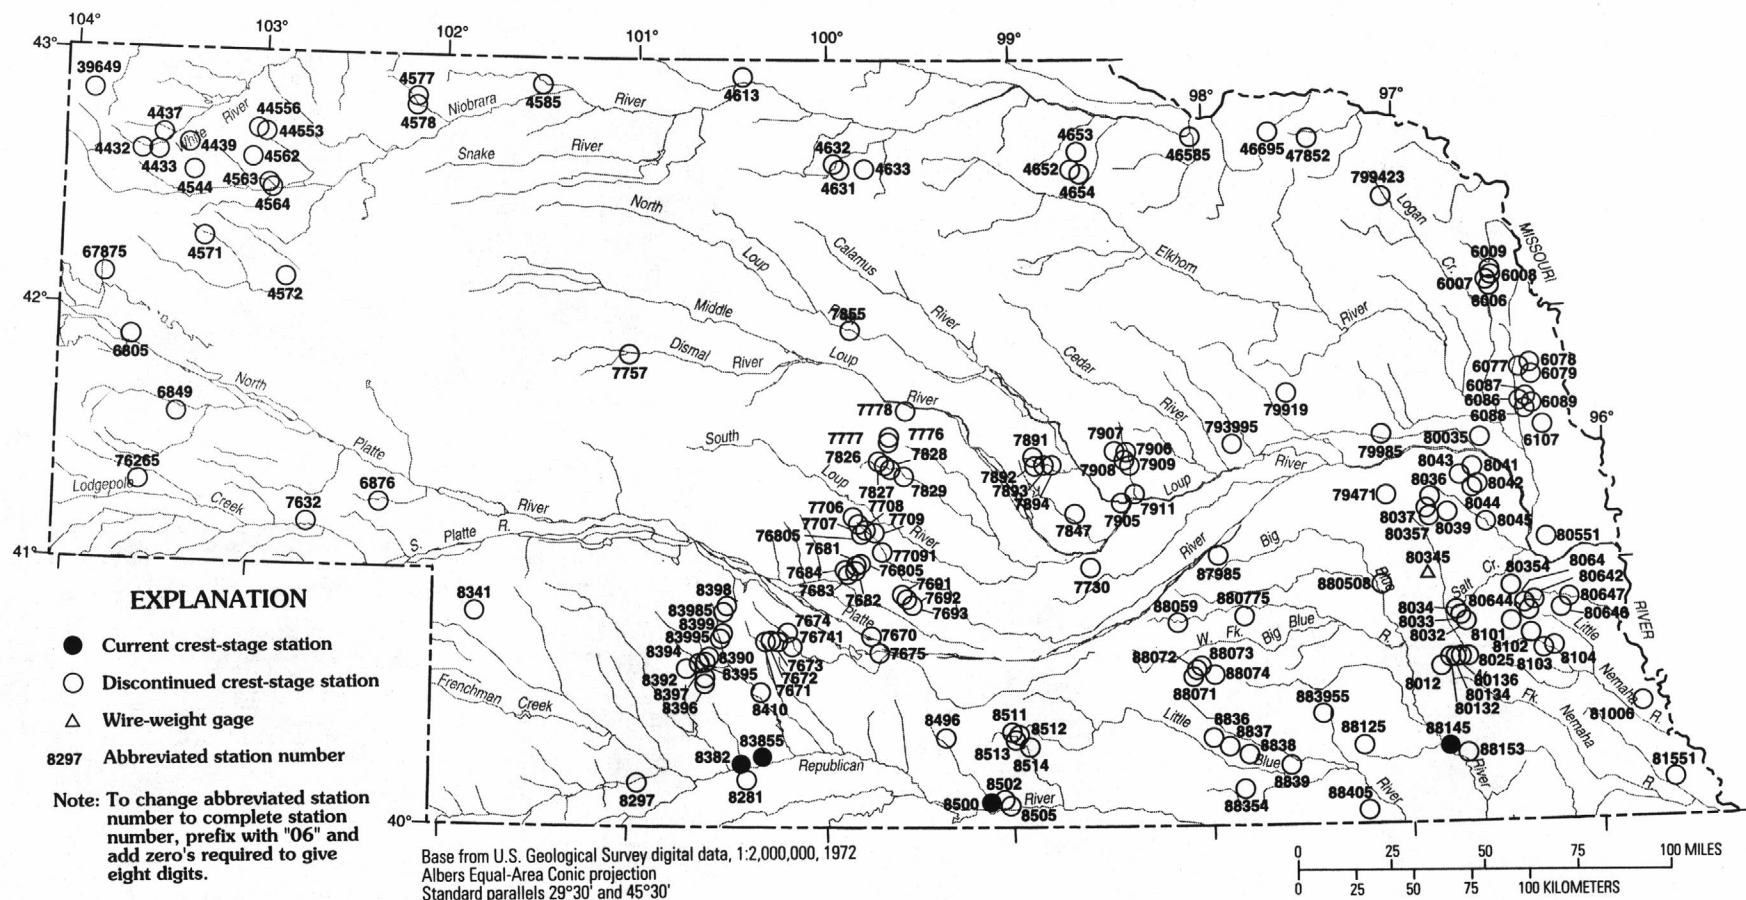 104°
103°
102°
101°
100°
99°
43°
39649
4577
4578
Niobrara
4585
River
4613
98°
97°
4437
White
River
44556
44553
4432
4433
4439
4562
4544
4563
4564
Snake
River
4632
4631
4633
4653
4652
4654
46585
46695
47852
799423
Logan
Cr.
MISSOURI
4571
4572
67875
North
Loup
Calamus
River
Elkhorn
River
6009
6008
6007
6006
42°
6805
Middle
7855
Dismal
River
Loup
7757
Cedar
River
6078
6077
6079
6087
6086
6089
6088
6107
96°
North
6849
Platte
River
7778
River
7777
7776
7826
7828
7827
7829
South
Loup
River
7891
7892
7893
7894
7907
7906
7908
7909
793995
79919
79985
80035
76265
Lodgepole
Creek
7632
6876
River
7911
7905
Loup
River
7847
79471
8043
8041
8036
8042
8044
8037
80357
8039
8045
41°
S.
Platte
R.
7706
7708
7707
7709
76805
7681
77091
7684
76805
7683
7682
7691
7692
7693
7730
River
87985
Big
Blue
80345
80551
Cr.
Salt
80354
8064
80642
80647
80644
80646
RIVER
EXPLANATION
Current crest-stage station
Discontinued crest-stage station
Wire-weight gage
8297 Abbreviated station number
Note: To change abbreviated station
number to complete station
number, prefix with "06" and
add zero's required to give
eight digits.
8341
8398
83985
8399
83995
8394
8390
8392
8395
8397
8396
7674
76741
7673
7672
7671
8410
Platte
7670
7675
88059
880775
880508
W. Fk. Big Blue
R.
88072
88073
88074
88071
8034
8033
8032
8101
8102
8103
8104
8025
8012
80136
80134
80132
Little
Nemaha
R.
81006
Fk.
Nemaha
R.
Frenchman
Creek
8496
8511
8512
8513
8514
83855
8382
8281
8297
Republican
River
8500
8502
8505
Little
Blue
River
8836
8837
8838
8839
88354
883955
88125
88405
88145
88153
River
81551
40°
Base from U.S. Geological Survey digital data, 1:2,000,000, 1972
Albers Equal-Area Conic projection
Standard parallels 29°30' and 45°30'
0 25 50 75 100 MILES
0 25 50 75 100 KILOMETERS